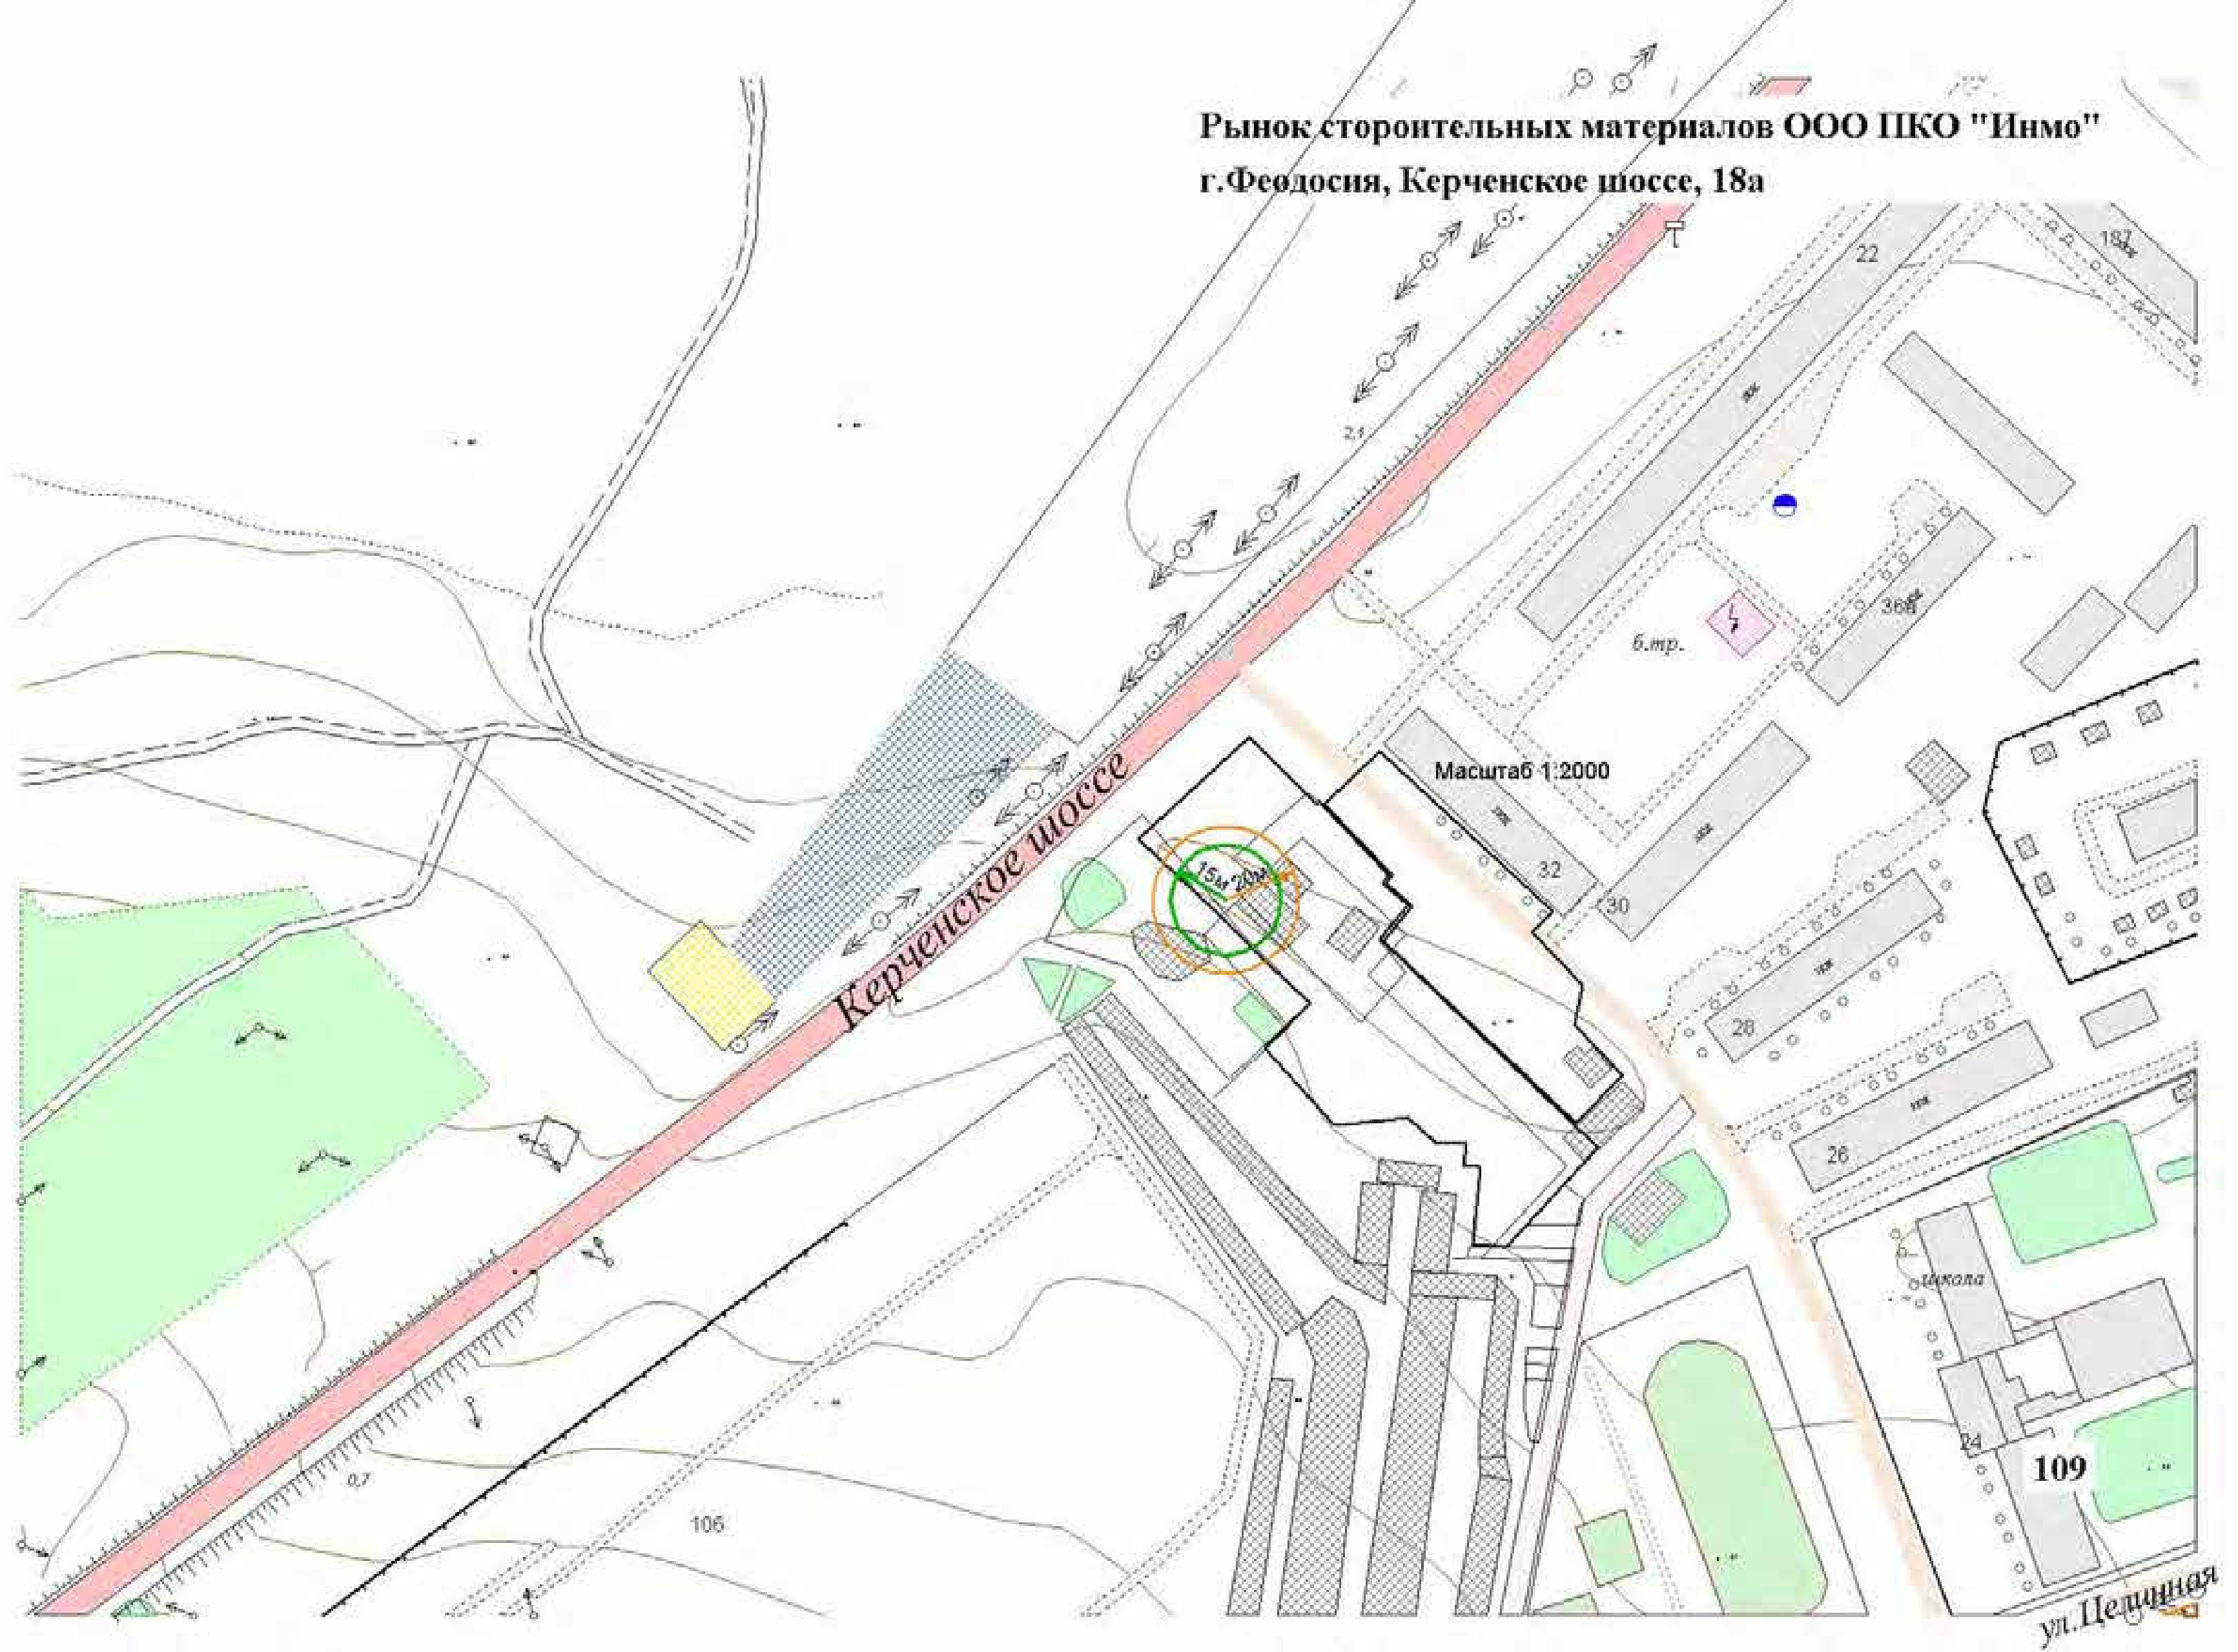 Рынок стороительных материалов ООО ПКО "Инмо"
г.Феодосия, Керченское шоссе, 18а
22
187
2,1
36а
б.тр.
Масштаб 1:2000
Керченское шоссе
15м 20м
32
30
28
26
школа
24
109
0,7
106
ул.Целинная